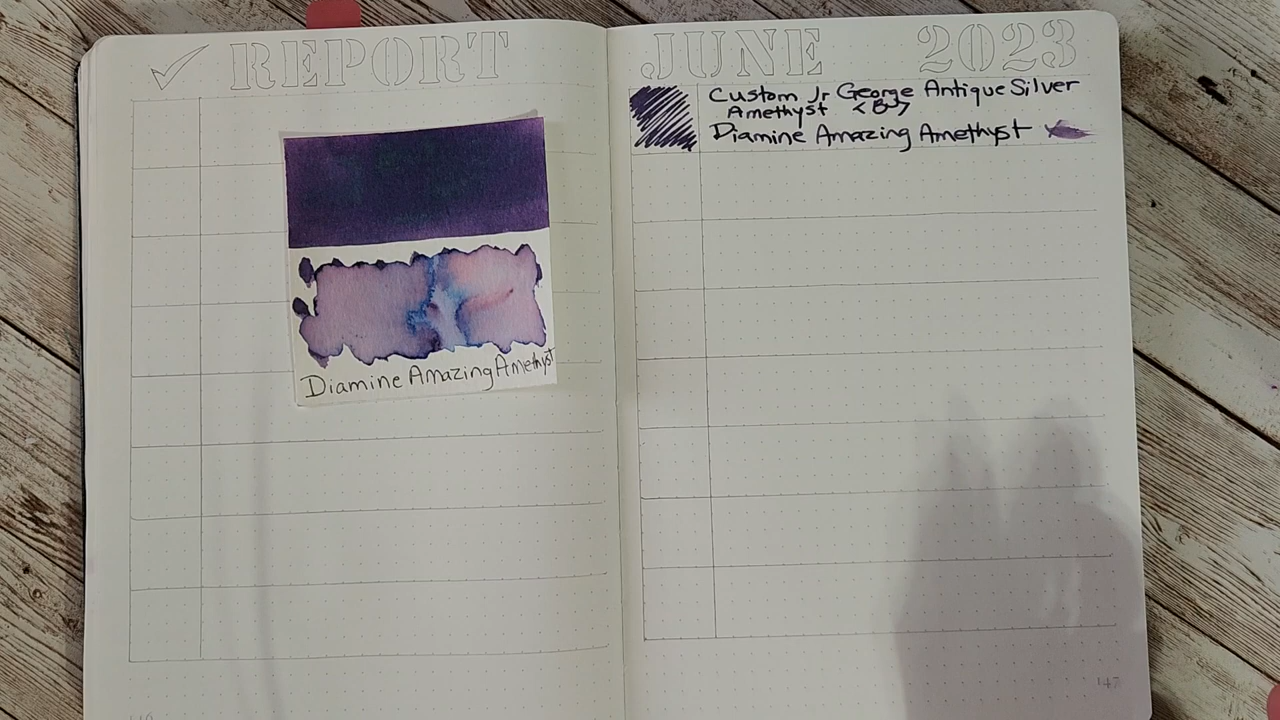 ✓ REPORT
Diamine Amazing Amethyst
JUNE 2023
Custom Jr George Antique Silver
Amethyst <B>
Diamine Amazing Amethyst
147